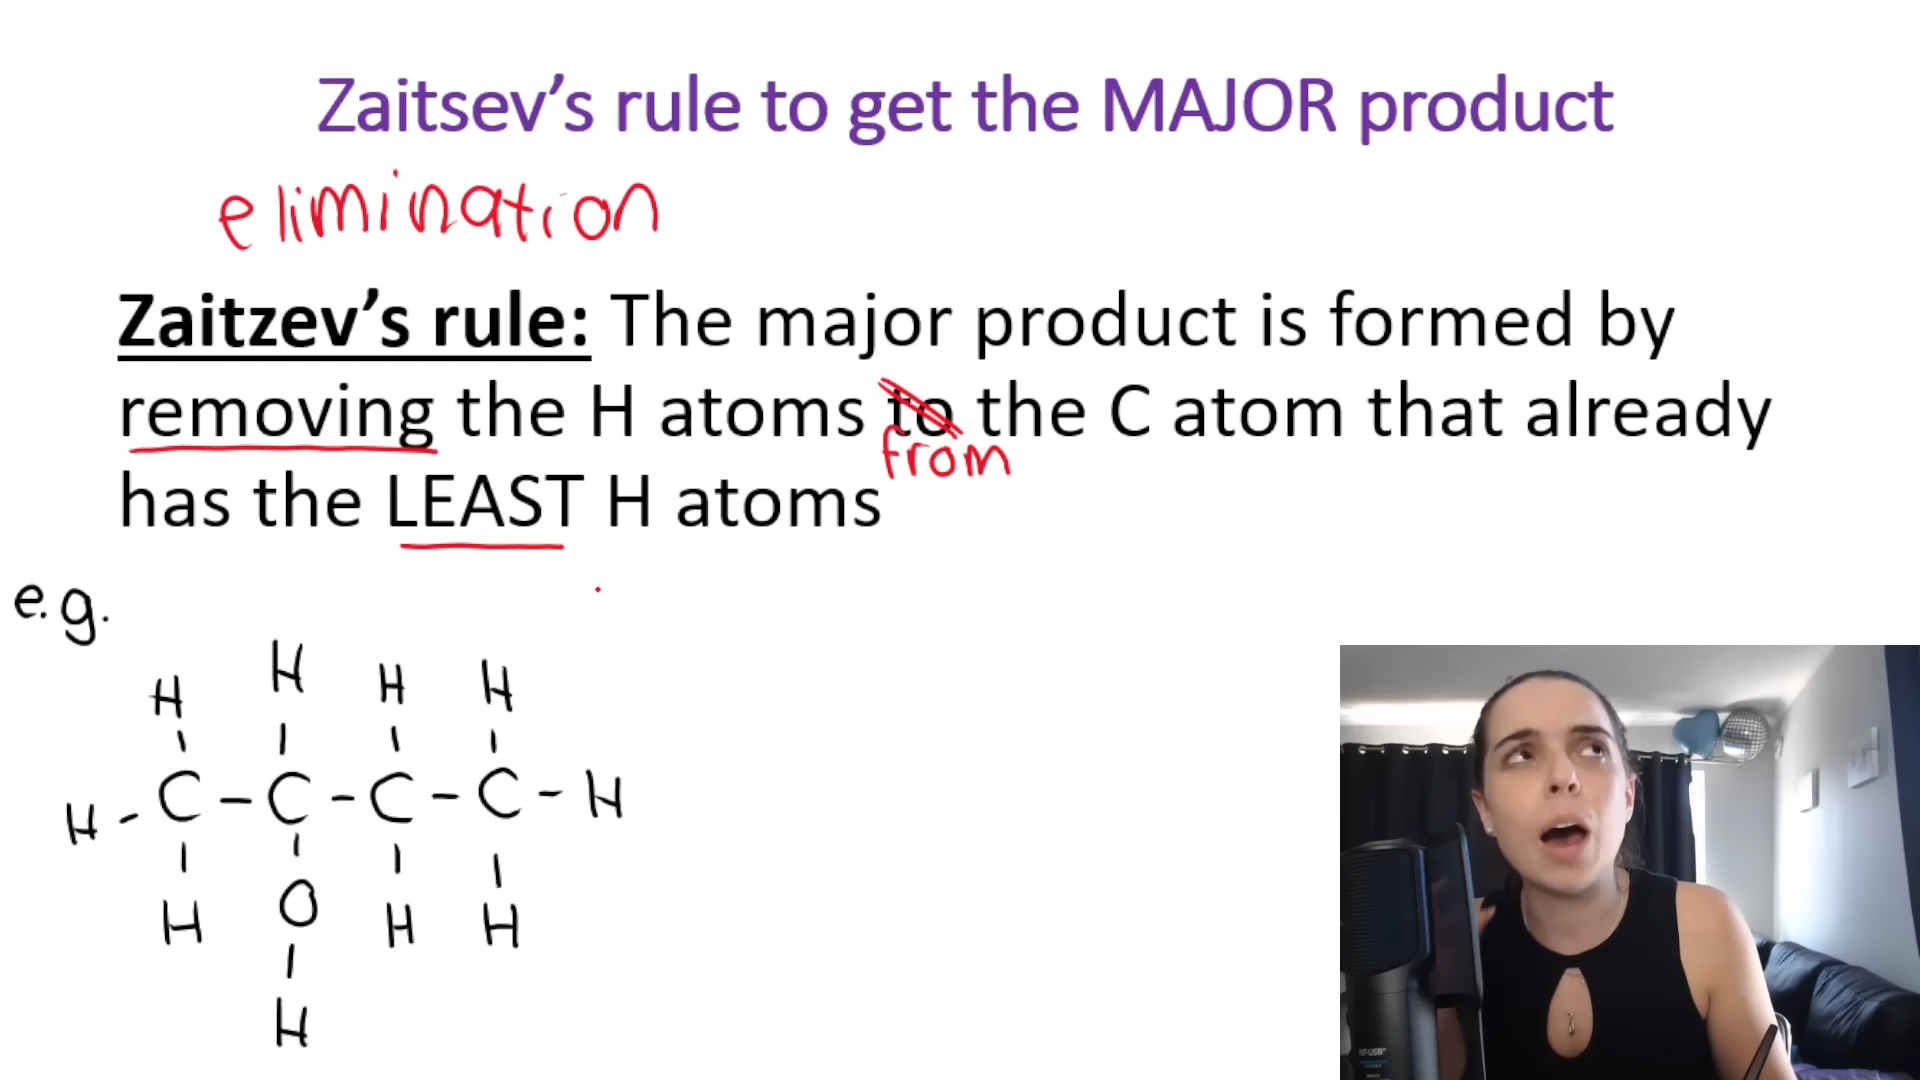 Zaitsev's rule to get the MAJOR product
elimination
Zaitzev's rule: The major product is formed by
removing the H atoms to the C atom that already
from
has the LEAST H atoms
e.g.
H H H H
H - C - C - C - C - H
H O H H
H